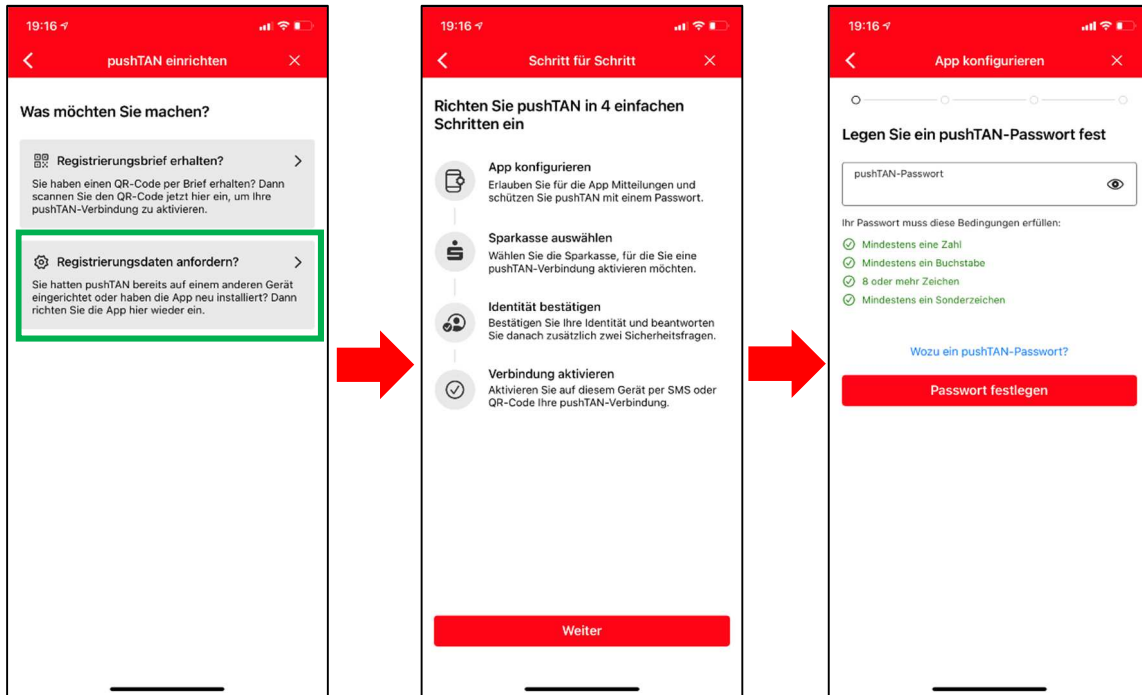 19:16
pushTAN einrichten
Was möchten Sie machen?
Registrierungsbrief erhalten?
Sie haben einen QR-Code per Brief erhalten? Dann
scannen Sie den QR-Code jetzt hier ein, um Ihre
pushTAN-Verbindung zu aktivieren.
Registrierungsdaten anfordern?
Sie hatten pushTAN bereits auf einem anderen Gerät
eingerichtet oder haben die App neu installiert? Dann
richten Sie die App hier wieder ein.
19:16
Schritt für Schritt
Richten Sie pushTAN in 4 einfachen
Schritten ein
App konfigurieren
Erlauben Sie für die App Mitteilungen und
schützen Sie pushTAN mit einem Passwort.
Sparkasse auswählen
Wählen Sie die Sparkasse, für die Sie eine
pushTAN-Verbindung aktivieren möchten.
Identität bestätigen
Bestätigen Sie Ihre Identität und beantworten
Sie danach zusätzlich zwei Sicherheitsfragen.
Verbindung aktivieren
Aktivieren Sie auf diesem Gerät per SMS oder
QR-Code Ihre pushTAN-Verbindung.
Weiter
19:16
App konfigurieren
Legen Sie ein pushTAN-Passwort fest
pushTAN-Passwort
Ihr Passwort muss diese Bedingungen erfüllen:
Mindestens eine Zahl
Mindestens ein Buchstabe
8 oder mehr Zeichen
Mindestens ein Sonderzeichen
Wozu ein pushTAN-Passwort?
Passwort festlegen